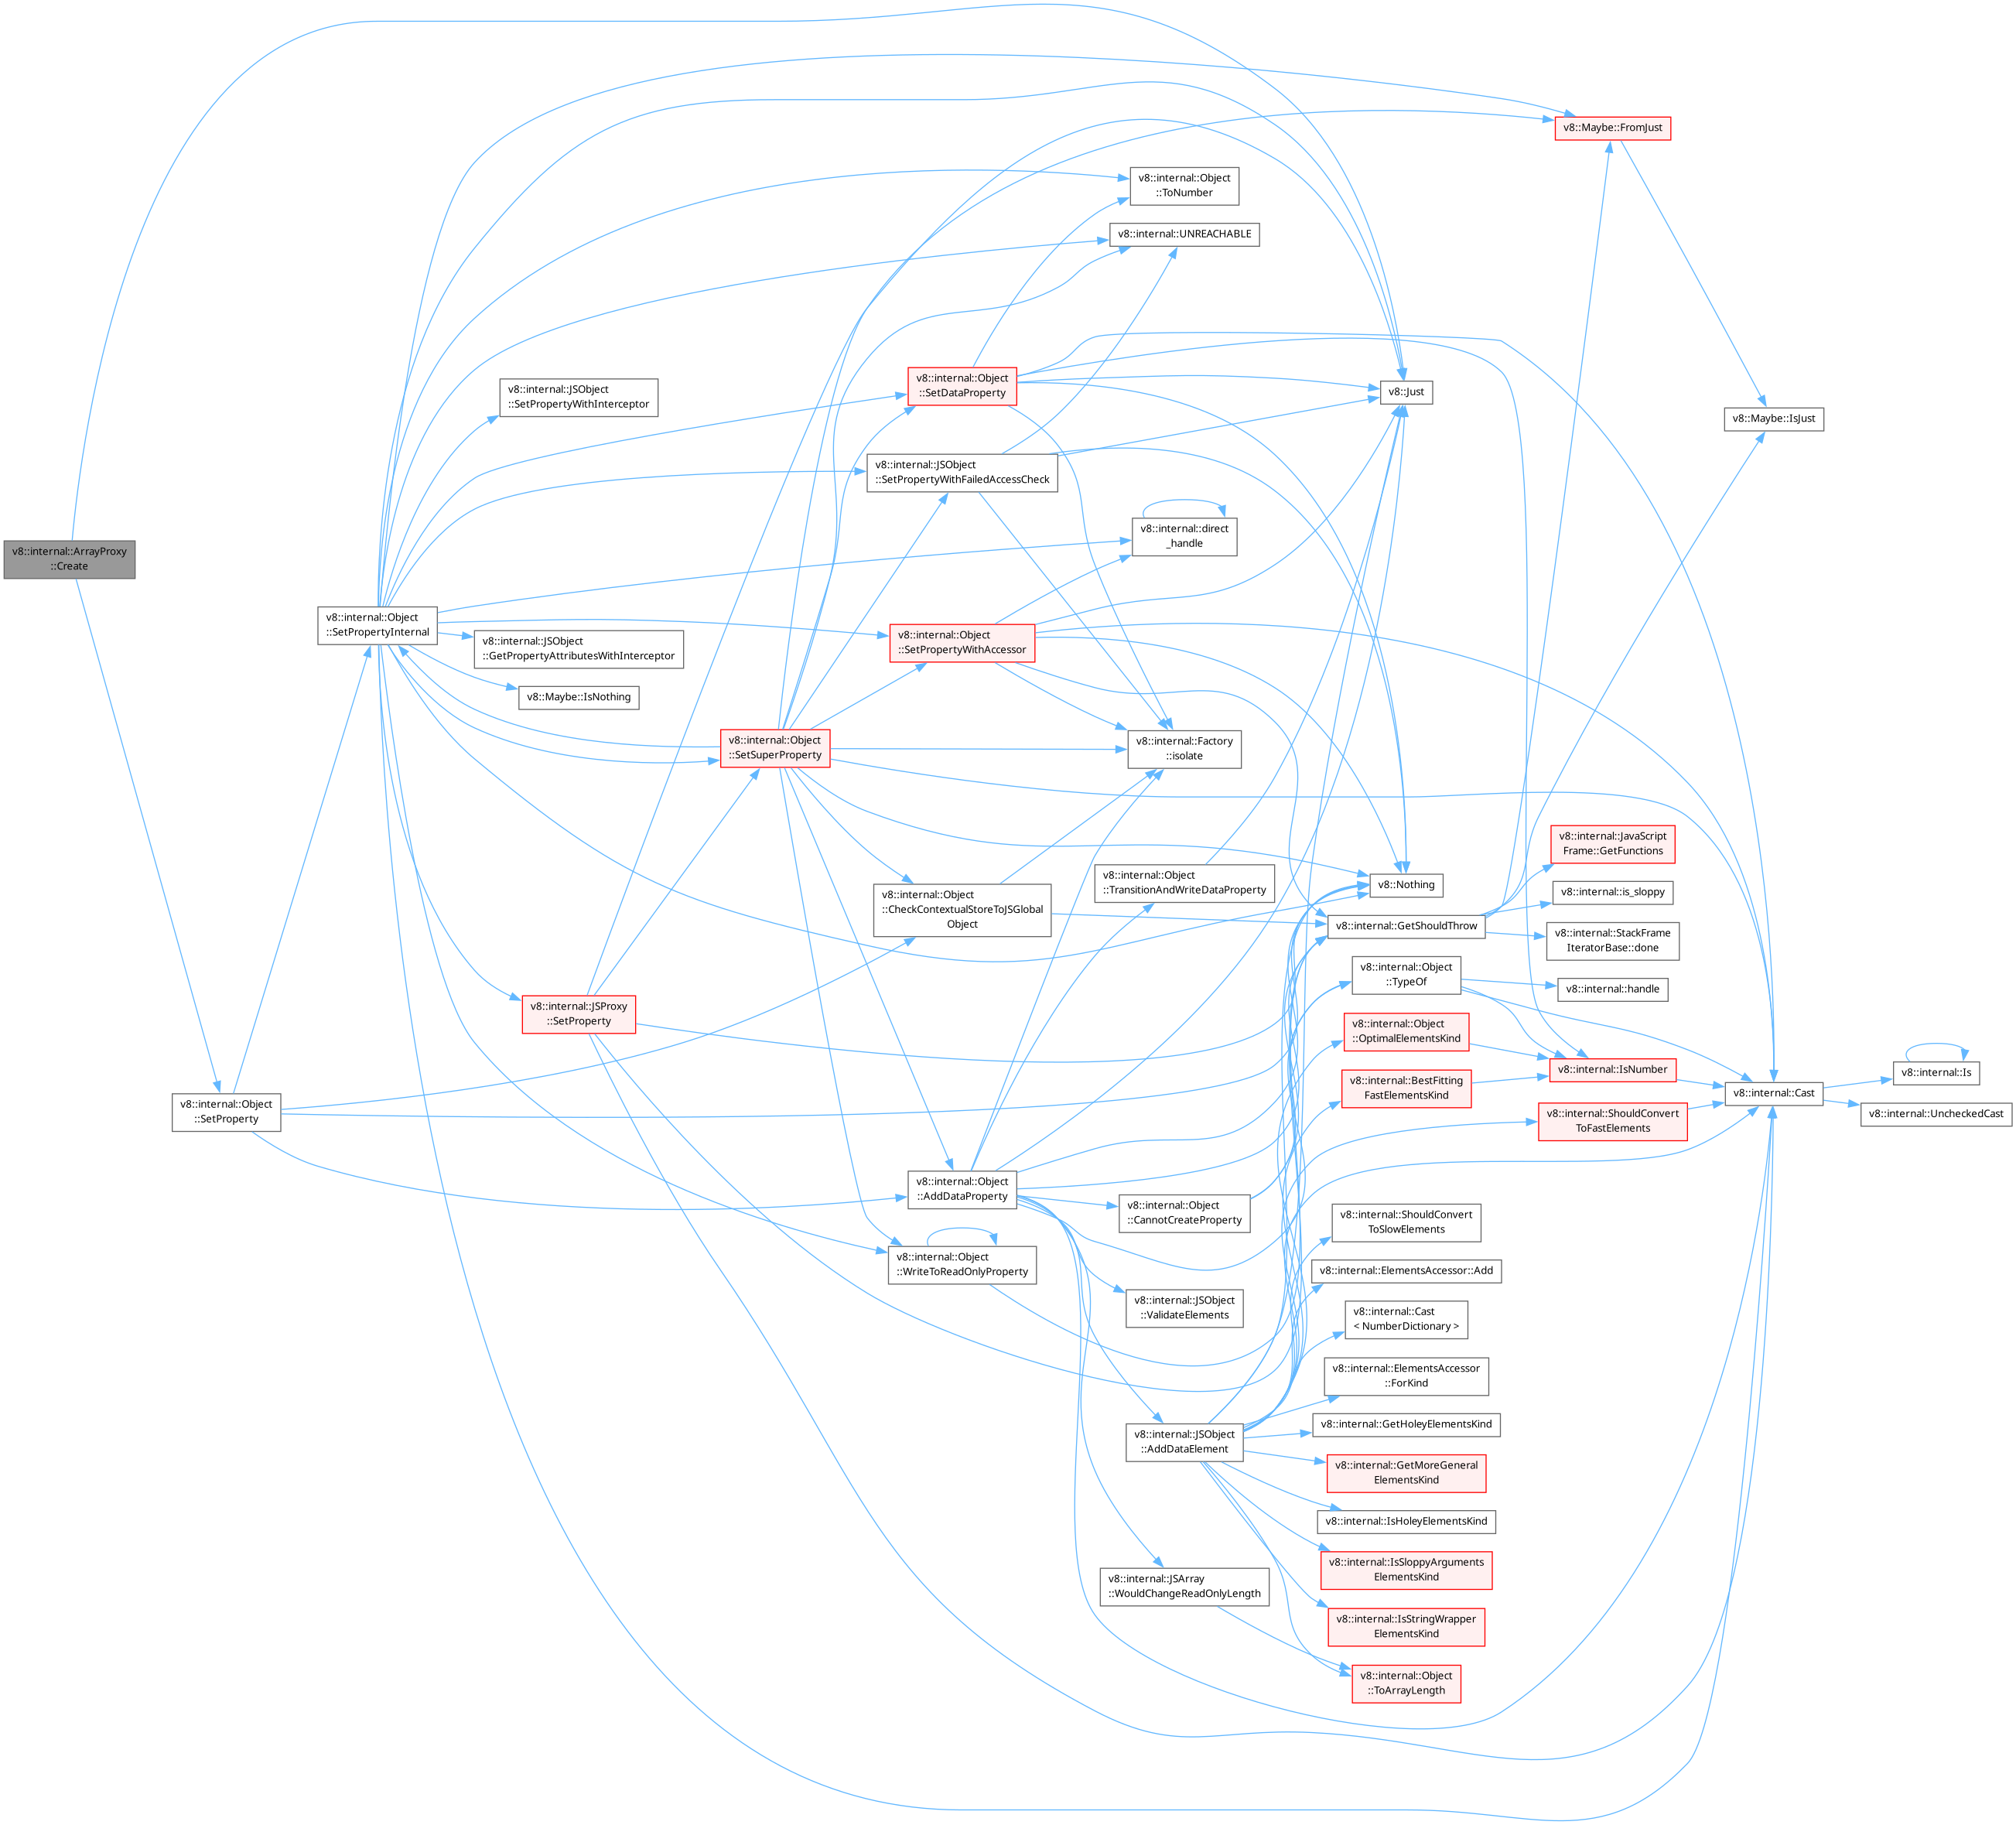 v8::internal::ArrayProxy
::Create
v8::internal::Object
::SetProperty
v8::internal::Object
::SetPropertyInternal
v8::internal::JSObject
::SetPropertyWithInterceptor
v8::internal::JSObject
::GetPropertyAttributesWithInterceptor
v8::Maybe::IsNothing
v8::internal::JSProxy
::SetProperty
v8::internal::Object
::SetSuperProperty
v8::internal::Object
::SetDataProperty
v8::internal::JSObject
::SetPropertyWithFailedAccessCheck
v8::internal::Object
::SetPropertyWithAccessor
v8::internal::Object
::CheckContextualStoreToJSGlobal
Object
v8::internal::Object
::AddDataProperty
v8::internal::Object
::WriteToReadOnlyProperty
v8::internal::Object
::ToNumber
v8::internal::UNREACHABLE
v8::internal::direct
_handle
v8::internal::Factory
::isolate
v8::internal::Object
::TransitionAndWriteDataProperty
v8::internal::Object
::CannotCreateProperty
v8::internal::JSObject
::ValidateElements
v8::internal::JSObject
::AddDataElement
v8::internal::JSArray
::WouldChangeReadOnlyLength
v8::Just
v8::Nothing
v8::internal::GetShouldThrow
v8::internal::Object
::TypeOf
v8::internal::Object
::OptimalElementsKind
v8::internal::BestFitting
FastElementsKind
v8::internal::ShouldConvert
ToSlowElements
v8::internal::ElementsAccessor::Add
v8::internal::Cast
< NumberDictionary >
v8::internal::ElementsAccessor
::ForKind
v8::internal::GetHoleyElementsKind
v8::internal::GetMoreGeneral
ElementsKind
v8::internal::IsHoleyElementsKind
v8::internal::IsSloppyArguments
ElementsKind
v8::internal::IsStringWrapper
ElementsKind
v8::internal::Object
::ToArrayLength
v8::Maybe::FromJust
v8::internal::JavaScript
Frame::GetFunctions
v8::internal::is_sloppy
v8::internal::StackFrame
IteratorBase::done
v8::internal::handle
v8::internal::IsNumber
v8::internal::ShouldConvert
ToFastElements
v8::Maybe::IsJust
v8::internal::Cast
v8::internal::Is
v8::internal::UncheckedCast